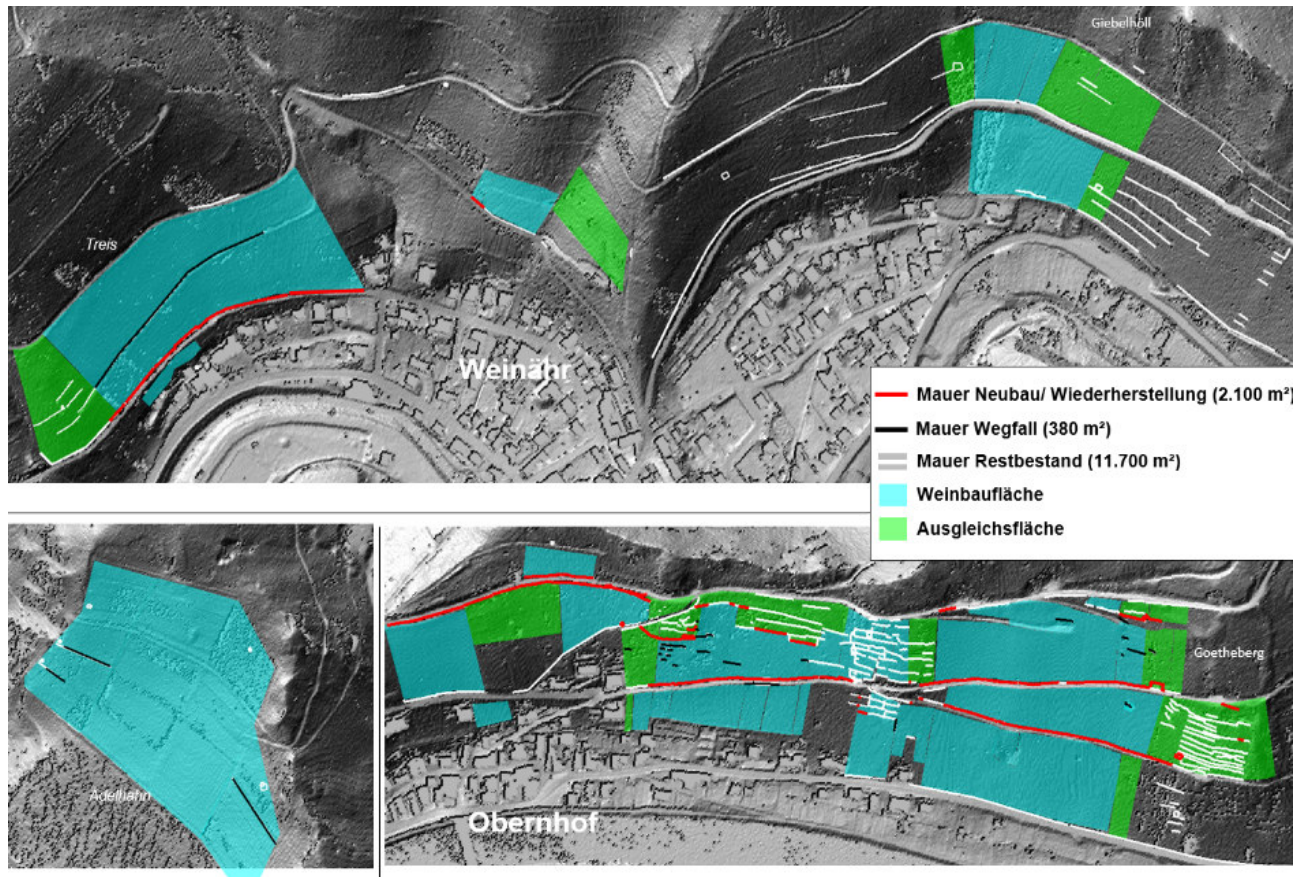 Giebelhöll
Treis
Weinähr
Mauer Neubau/ Wiederherstellung (2.100 m²)
Mauer Wegfall (380 m²)
Mauer Restbestand (11.700 m²)
Weinbaufläche
Ausgleichsfläche
Adelhahn
Goetheberg
Obernhof